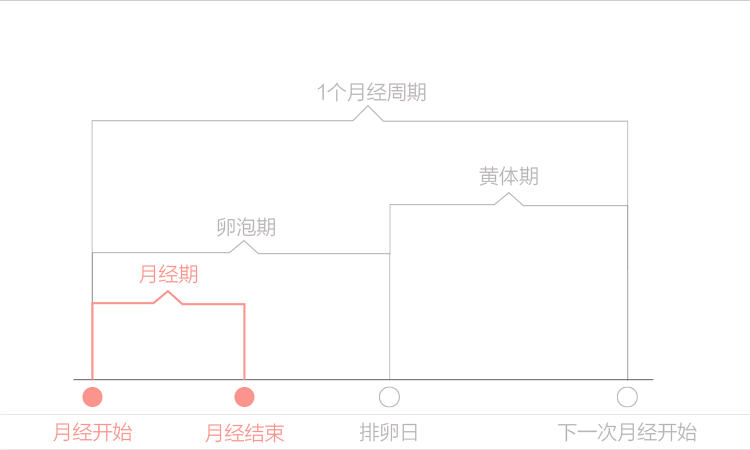 1个月经周期
黄体期
卵泡期
月经期
月经开始
月经结束
排卵日
下一次月经开始